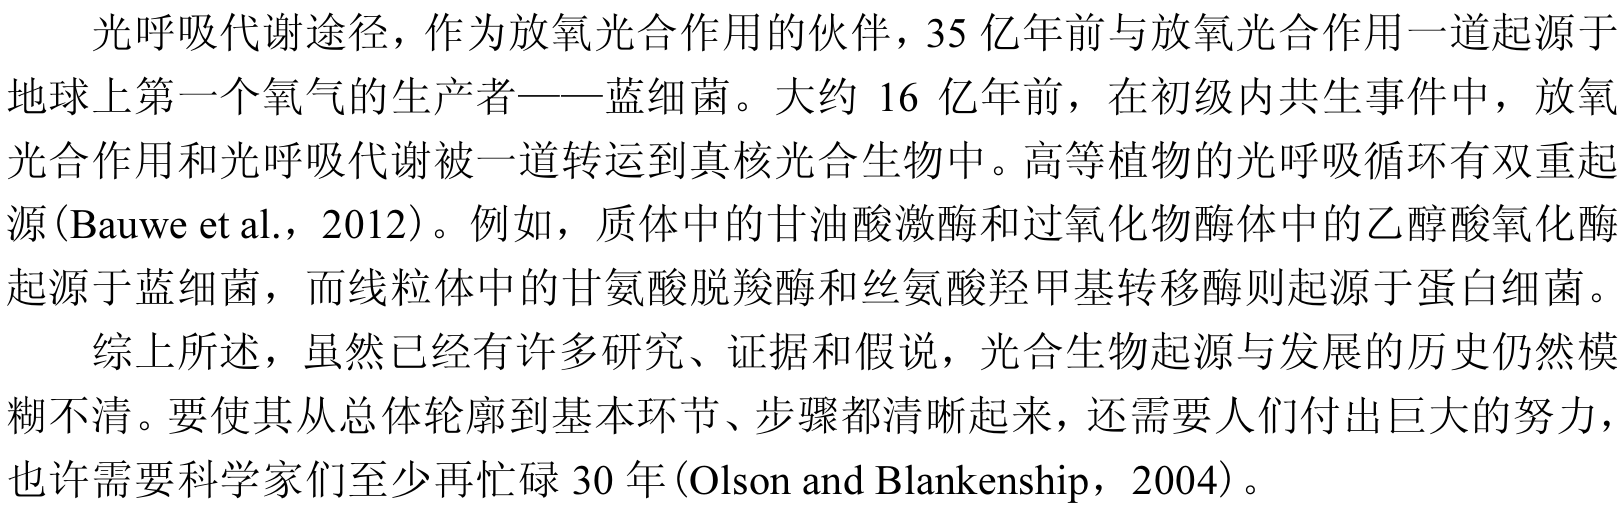 光呼吸代谢途径，作为放氧光合作用的伙伴，35 亿年前与放氧光合作用一道起源于
地球上第一个氧气的生产者——蓝细菌。大约 16 亿年前，在初级内共生事件中，放氧
光合作用和光呼吸代谢被一道转运到真核光合生物中。高等植物的光呼吸循环有双重起
源(Bauwe et al.，2012)。例如，质体中的甘油酸激酶和过氧化物酶体中的乙醇酸氧化酶
起源于蓝细菌，而线粒体中的甘氨酸脱羧酶和丝氨酸羟甲基转移酶则起源于蛋白细菌。
综上所述，虽然已经有许多研究、证据和假说，光合生物起源与发展的历史仍然模
糊不清。要使其从总体轮廓到基本环节、步骤都清晰起来，还需要人们付出巨大的努力，
也许需要科学家们至少再忙碌 30 年(Olson and Blankenship，2004)。